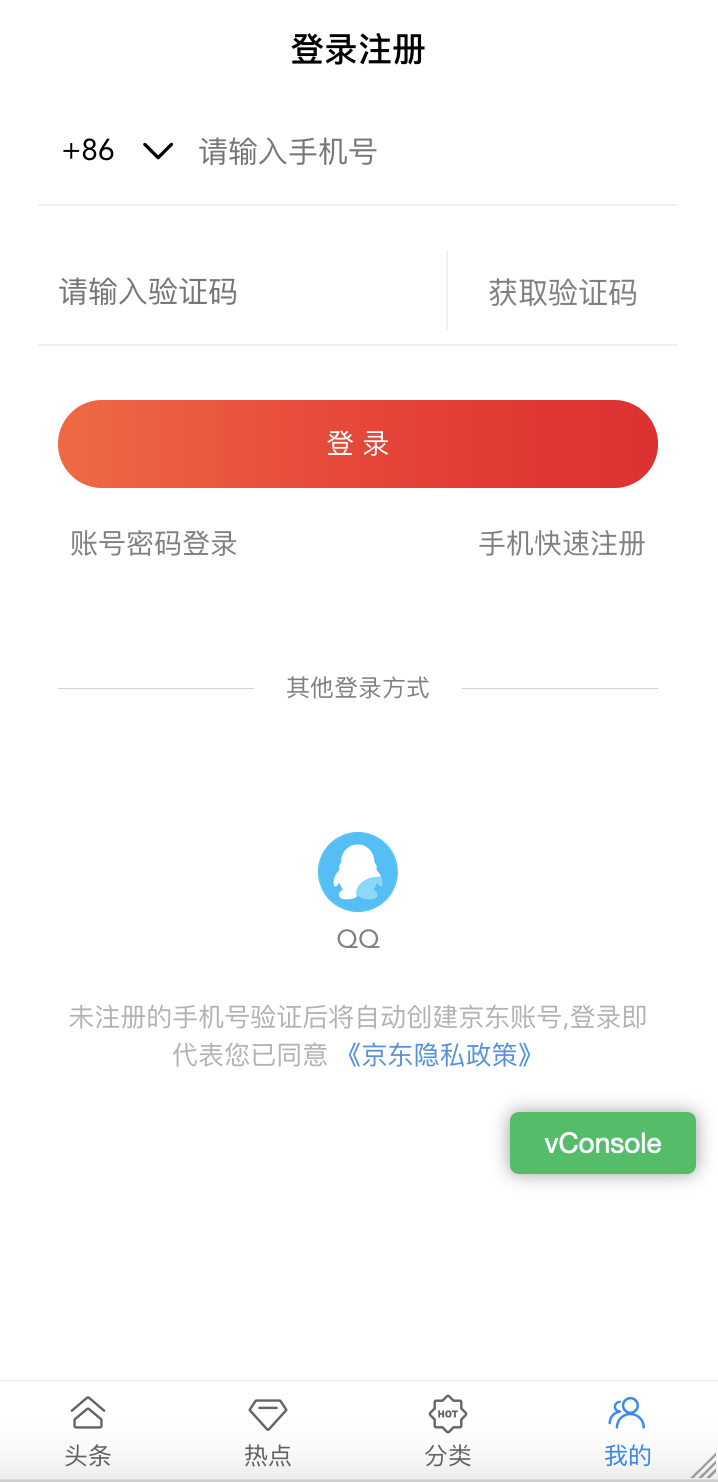 登录注册
+86 请输入手机号
请输入验证码 获取验证码
登 录
账号密码登录 手机快速注册
其他登录方式
QQ
未注册的手机号验证后将自动创建京东账号,登录即
代表您已同意 《京东隐私政策》
vConsole
HOT
头条 热点 分类 我的